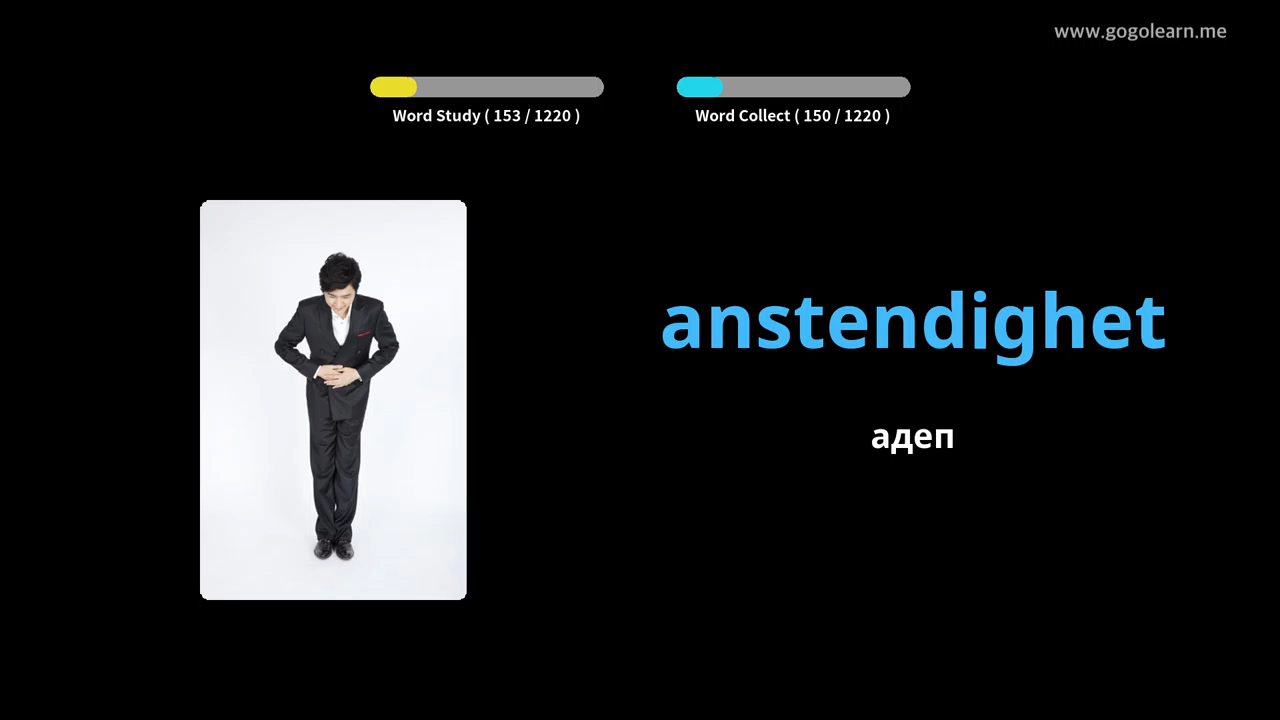 www.gogolearn.me
Word Study ( 153 / 1220 )
Word Collect ( 150 / 1220 )
anstendighet
адеп